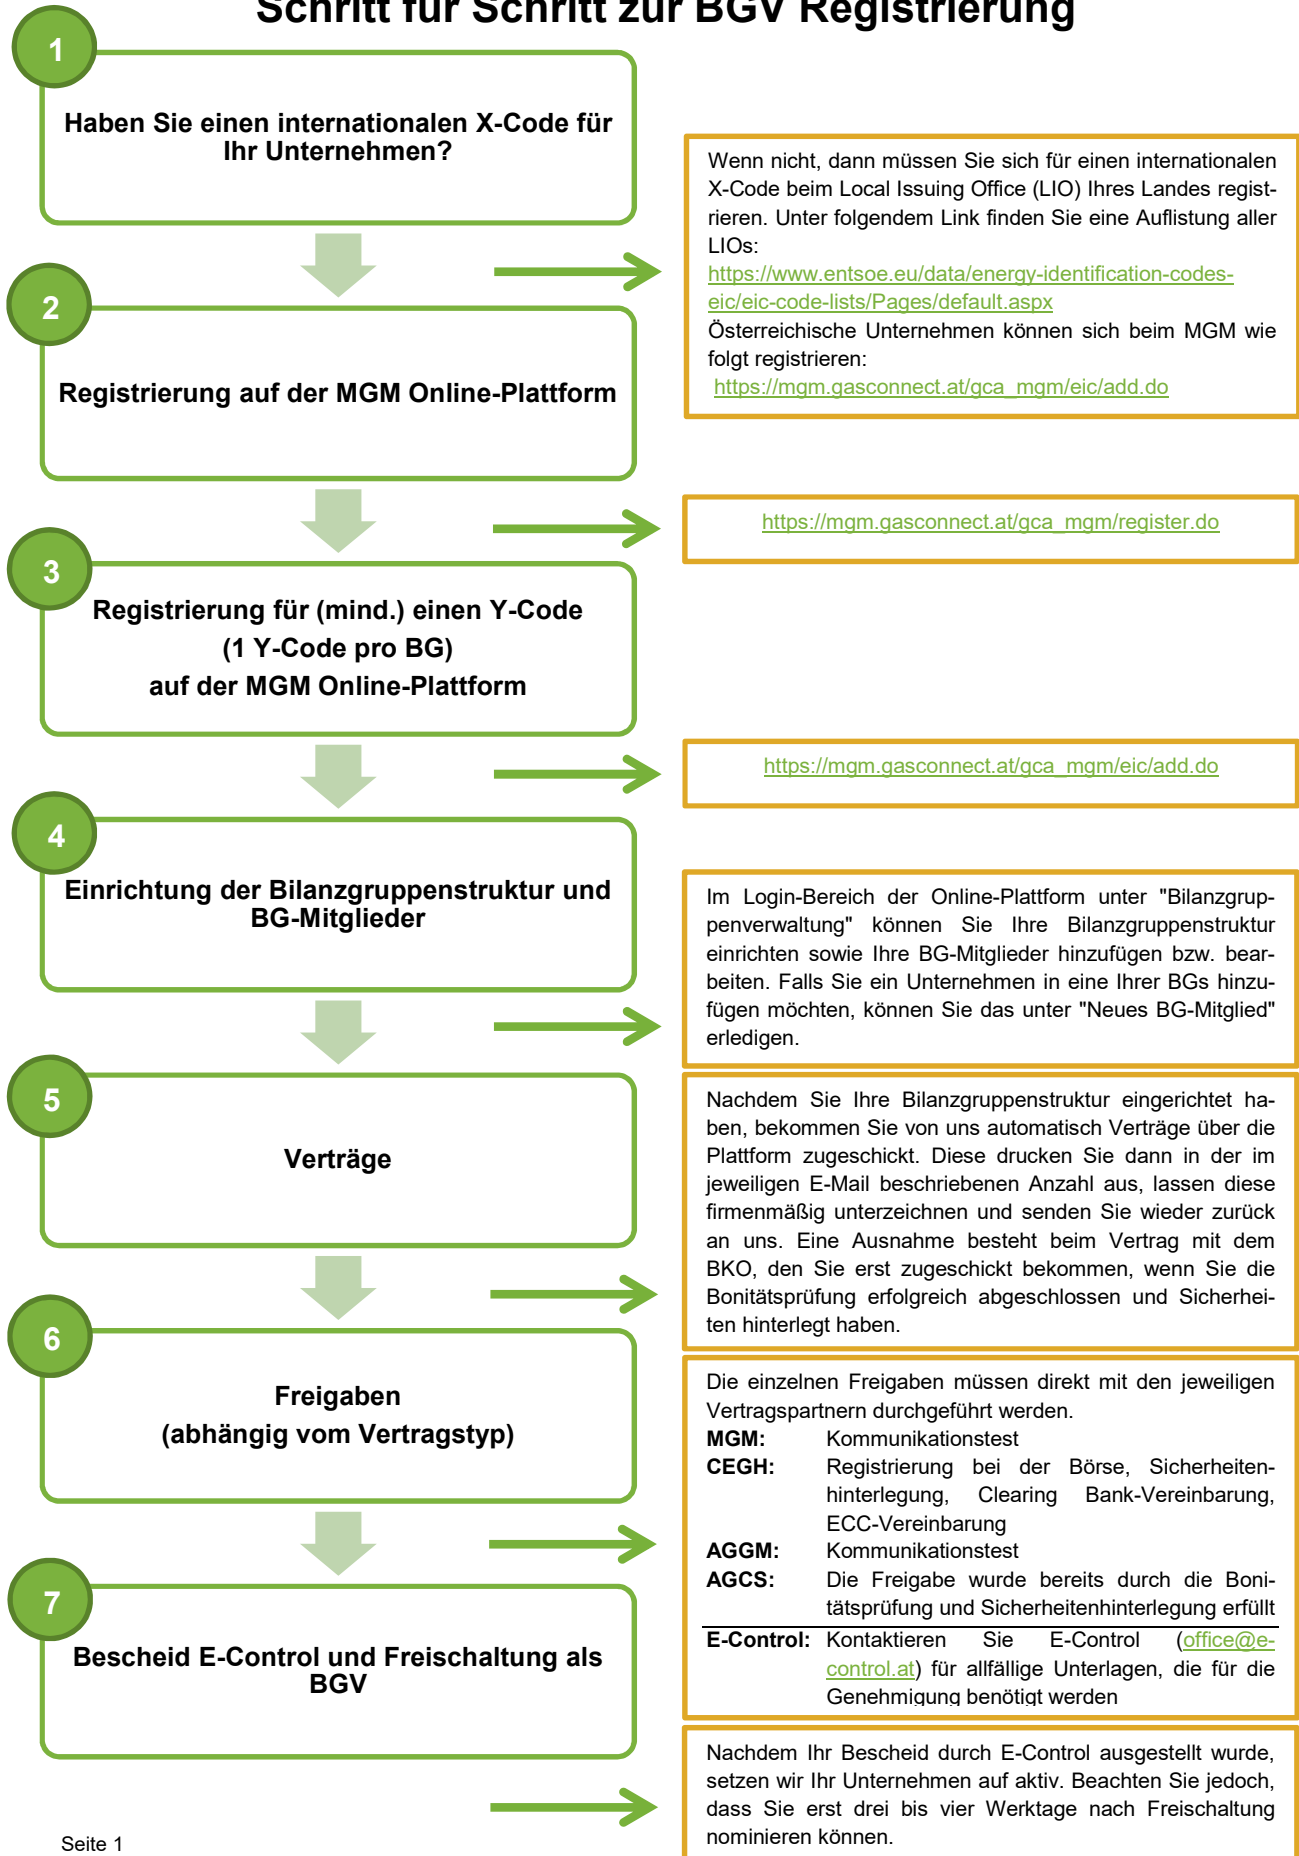 Schritt für Schritt zur BGV Registrierung
1
Haben Sie einen internationalen X-Code für
Ihr Unternehmen?
Wenn nicht, dann müssen Sie sich für einen internationalen
X-Code beim Local Issuing Office (LIO) Ihres Landes regist-
rieren. Unter folgendem Link finden Sie eine Auflistung aller
LIOs:
https://www.entsoe.eu/data/energy-identification-codes-
eic/eic-code-lists/Pages/default.aspx
Österreichische Unternehmen können sich beim MGM wie
folgt registrieren:
https://mgm.gasconnect.at/gca_mgm/eic/add.do
2
Registrierung auf der MGM Online-Plattform
https://mgm.gasconnect.at/gca_mgm/register.do
3
Registrierung für (mind.) einen Y-Code
(1 Y-Code pro BG)
auf der MGM Online-Plattform
https://mgm.gasconnect.at/gca_mgm/eic/add.do
4
Einrichtung der Bilanzgruppenstruktur und
BG-Mitglieder
Im Login-Bereich der Online-Plattform unter "Bilanzgrup-
penverwaltung" können Sie Ihre Bilanzgruppenstruktur
einrichten sowie Ihre BG-Mitglieder hinzufügen bzw. bear-
beiten. Falls Sie ein Unternehmen in eine Ihrer BGs hinzu-
fügen möchten, können Sie das unter "Neues BG-Mitglied"
erledigen.
5
Verträge
Nachdem Sie Ihre Bilanzgruppenstruktur eingerichtet ha-
ben, bekommen Sie von uns automatisch Verträge über die
Plattform zugeschickt. Diese drucken Sie dann in der im
jeweiligen E-Mail beschriebenen Anzahl aus, lassen diese
firmenmäßig unterzeichnen und senden Sie wieder zurück
an uns. Eine Ausnahme besteht beim Vertrag mit dem
BKO, den Sie erst zugeschickt bekommen, wenn Sie die
Bonitätsprüfung erfolgreich abgeschlossen und Sicherhei-
ten hinterlegt haben.
6
Freigaben
(abhängig vom Vertragstyp)
Die einzelnen Freigaben müssen direkt mit den jeweiligen
Vertragspartnern durchgeführt werden.
MGM: Kommunikationstest
CEGH: Registrierung bei der Börse, Sicherheiten-
hinterlegung, Clearing Bank-Vereinbarung,
ECC-Vereinbarung
AGGM: Kommunikationstest
AGCS: Die Freigabe wurde bereits durch die Boni-
tätsprüfung und Sicherheitenhinterlegung erfüllt
E-Control: Kontaktieren Sie E-Control (office@e-
control.at) für allfällige Unterlagen, die für die
Genehmigung benötigt werden
7
Bescheid E-Control und Freischaltung als
BGV
Nachdem Ihr Bescheid durch E-Control ausgestellt wurde,
setzen wir Ihr Unternehmen auf aktiv. Beachten Sie jedoch,
dass Sie erst drei bis vier Werktage nach Freischaltung
nominieren können.
Seite 1